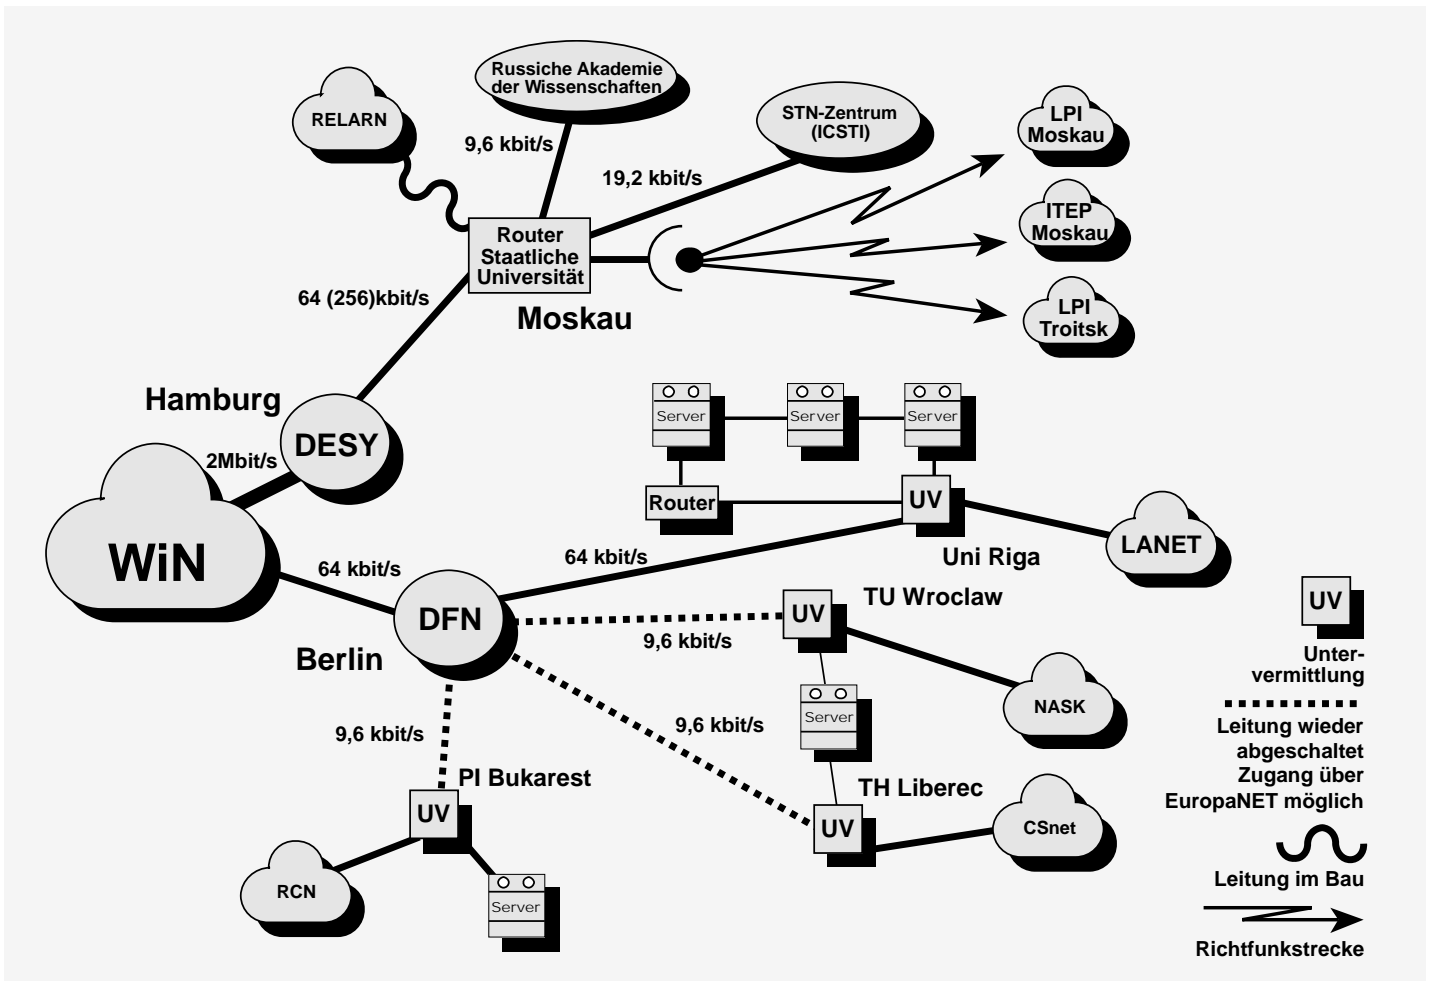 Russiche Akademie
der Wissenschaften
RELARN
STN-Zentrum
(ICSTI)
LPI
Moskau
9,6 kbit/s
19,2 kbit/s
ITEP
Moskau
Router
Staatliche
Universität
64 (256)kbit/s
Moskau
LPI
Troitsk
Hamburg
DESY
2Mbit/s
WiN
Server
Server
Server
Router
UV
Uni Riga
LANET
64 kbit/s
64 kbit/s
DFN
Berlin
TU Wroclaw
UV
9,6 kbit/s
NASK
Server
9,6 kbit/s
9,6 kbit/s
PI Bukarest
UV
TH Liberec
UV
CSnet
RCN
Server
UV
Unter-
vermittlung
Leitung wieder
abgeschaltet
Zugang über
EuropaNET möglich
Leitung im Bau
Richtfunkstrecke